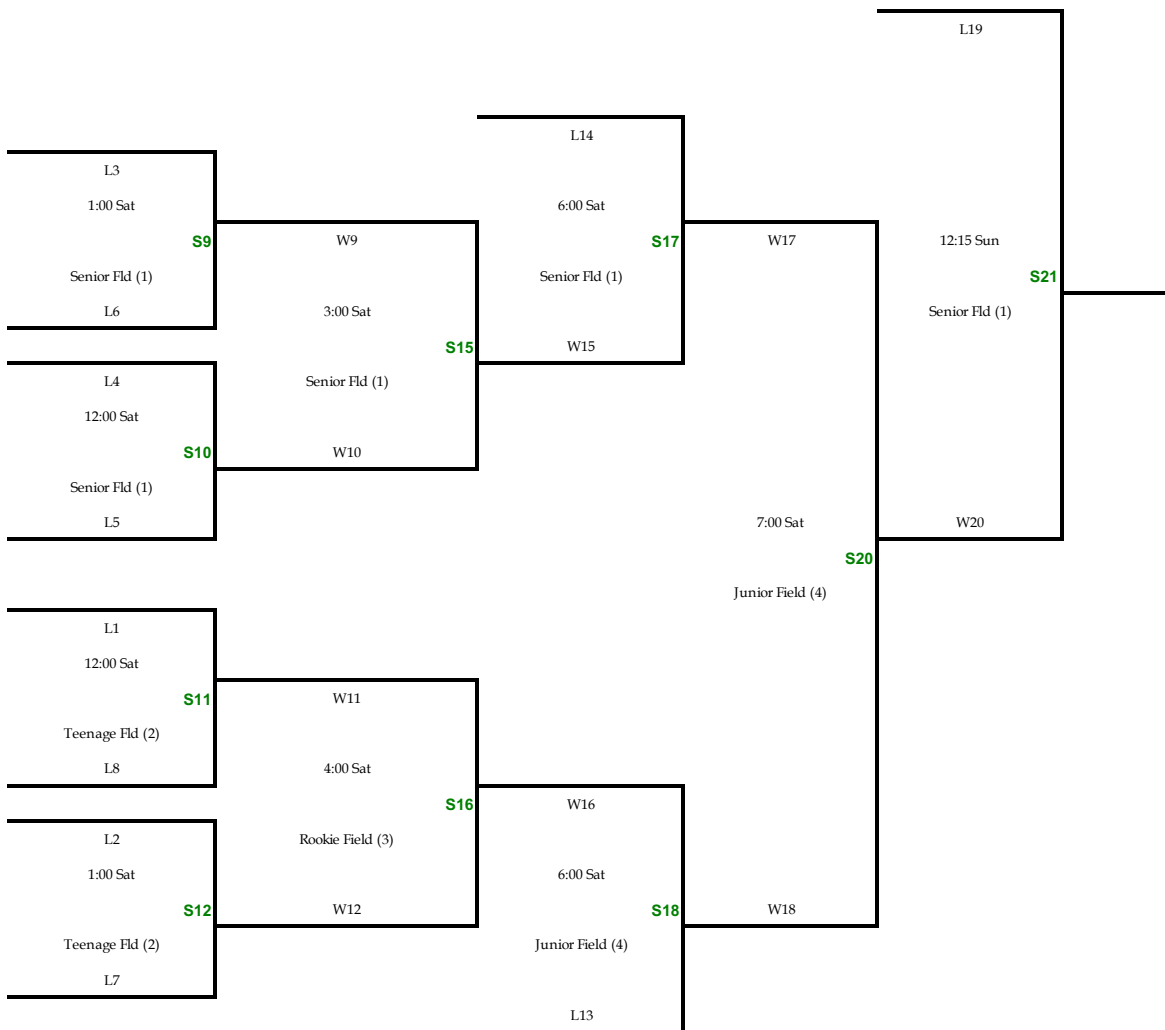 L19
L14
L3
1:00 Sat
6:00 Sat
S9
W9
S17
W17
12:15 Sun
Senior Fld (1)
Senior Fld (1)
S21
L6
3:00 Sat
Senior Fld (1)
S15
W15
L4
Senior Fld (1)
12:00 Sat
S10
W10
Senior Fld (1)
L5
7:00 Sat
W20
S20
Junior Field (4)
L1
12:00 Sat
S11
W11
Teenage Fld (2)
L8
4:00 Sat
S16
W16
L2
Rookie Field (3)
1:00 Sat
6:00 Sat
S12
W12
S18
W18
Teenage Fld (2)
Junior Field (4)
L7
L13